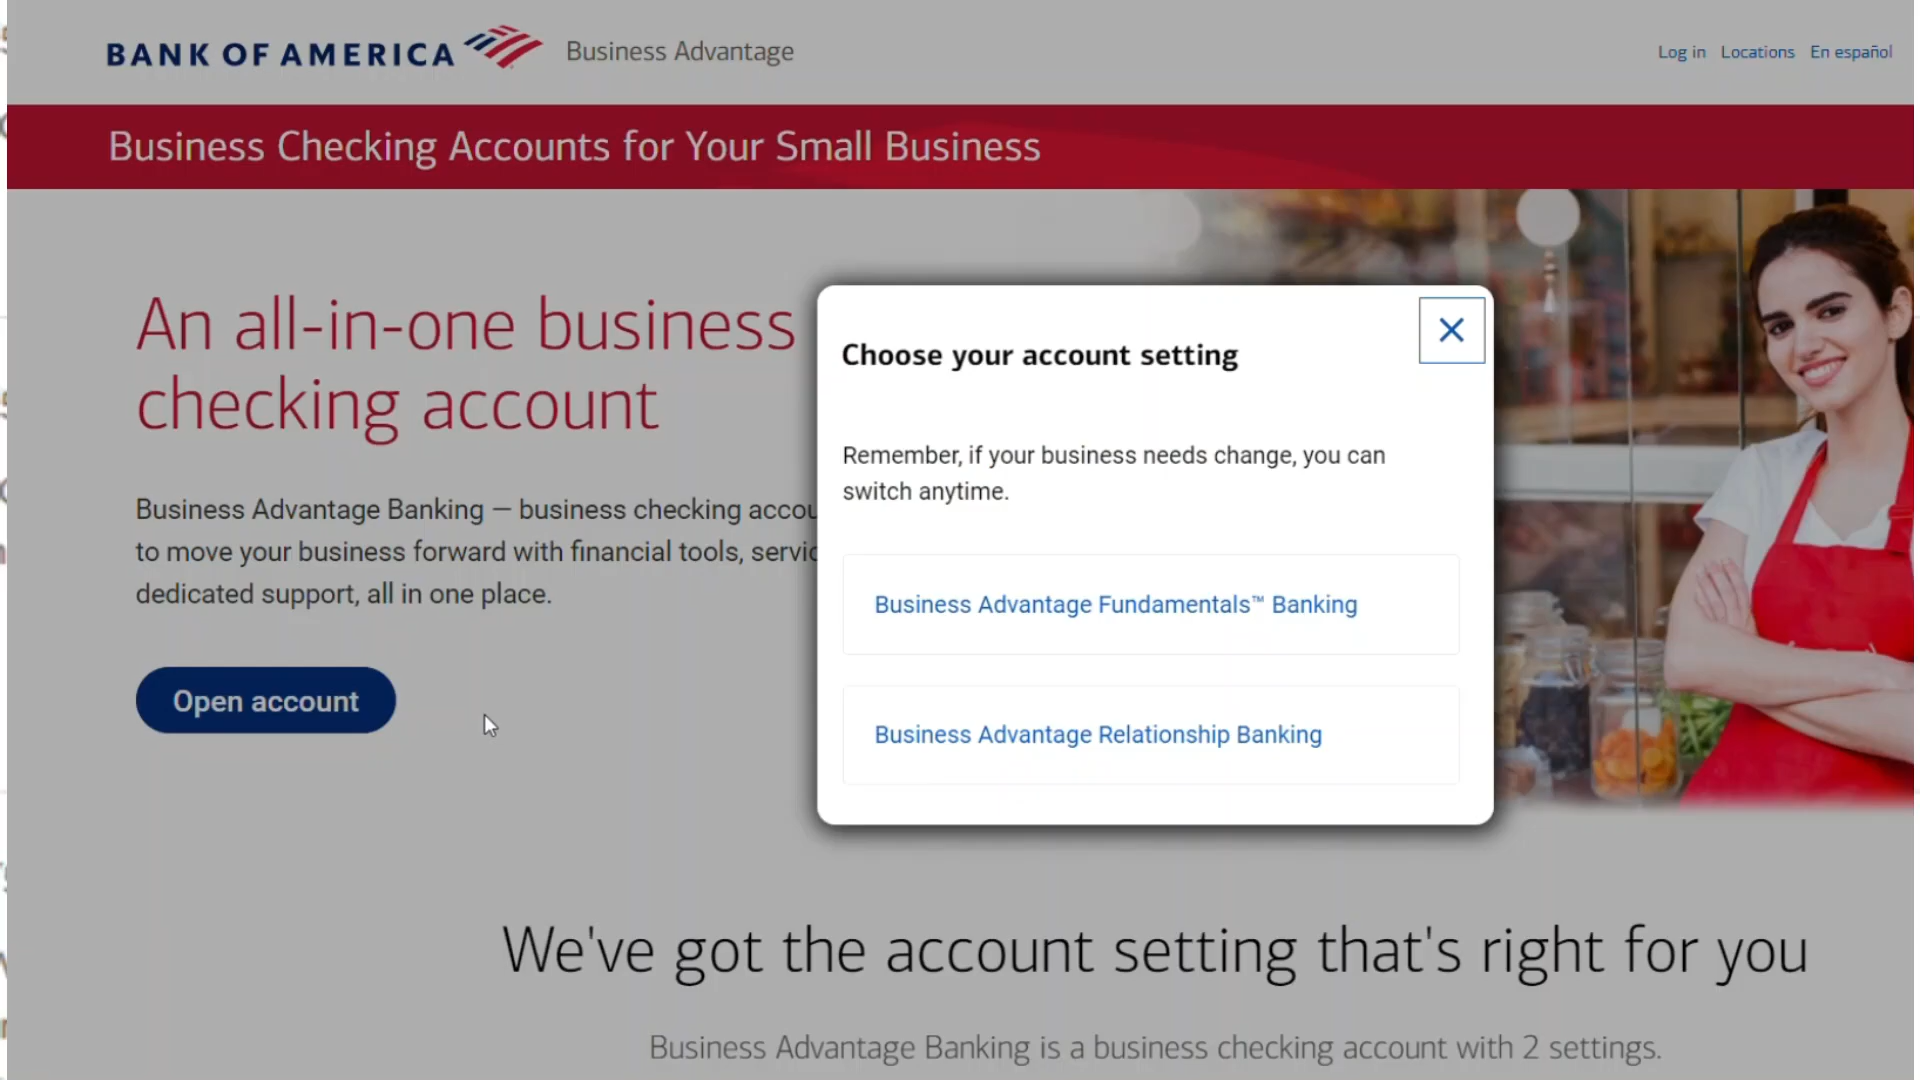 BANK OF AMERICA Business Advantage
Log in Locations En español
Business Checking Accounts for Your Small Business
An all-in-one business
checking account
Business Advantage Banking — business checking
to move your business forward with financial tools,
dedicated support, all in one place.
Open account
Choose your account setting
Remember, if your business needs change, you can
switch anytime.
Business Advantage Fundamentals™ Banking
Business Advantage Relationship Banking
We've got the account setting that's right for you
Business Advantage Banking is a business checking account with 2 settings.